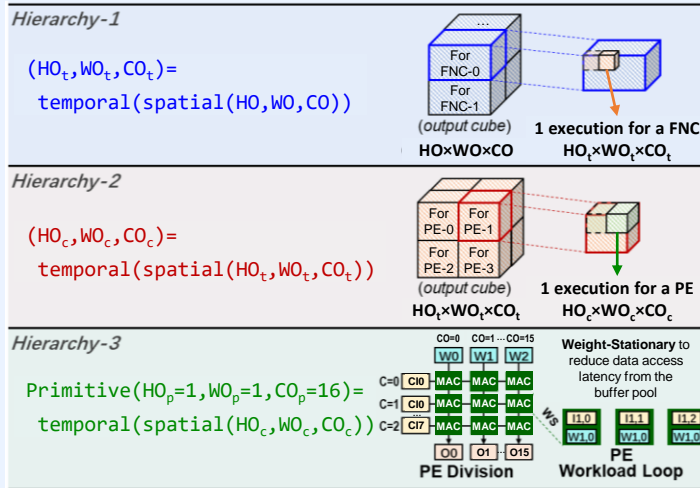 Hierarchy-1
(HOt,WOt,COt)=
temporal(spatial(HO,WO,CO))
...
For
FNC-0
For
FNC-1
(output cube)
HO×WO×CO
1 execution for a FNC
HOt×WOt×COt
Hierarchy-2
(HOc,WOc,COc)=
temporal(spatial(HOt,WOt,COt))
For
PE-0
For
PE-1
For
PE-2
For
PE-3
(output cube)
HOt×WOt×COt
1 execution for a PE
HOc×WOc×COc
Hierarchy-3
Primitive(HOp=1,WOp=1,COp=16)=
temporal(spatial(HOc,WOc,COc))
CO=0 CO=1 ... CO=15
W0 W1 W2
C=0 CI0 MAC MAC MAC
C=1 CI0 MAC MAC MAC
...
C=2 CI7 MAC MAC MAC
O0 O1 ... O15
PE Division
Weight-Stationary to
reduce data access
latency from the
buffer pool
WS
I1,0 I1,1 I1,2
W1,0 W1,0 W1,0
PE
Workload Loop